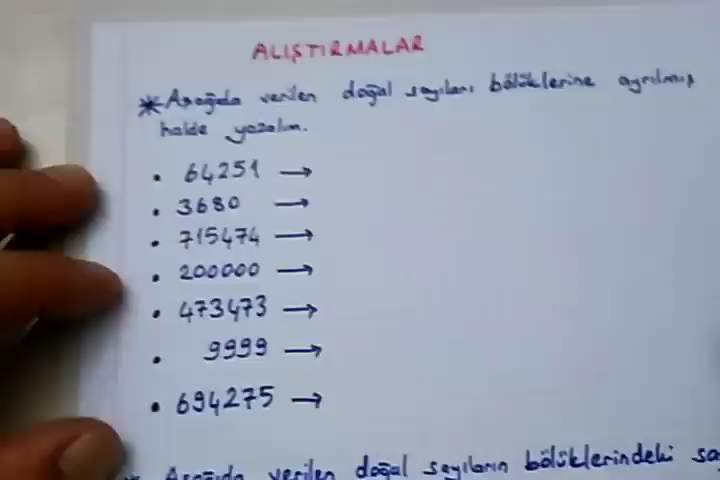 ALIŞTIRMALAR
* Aşağıda verilen doğal sayıları bölüklerine ayrılmış
halde yazalım.
• 64251 →
• 3680 →
• 715474 →
• 200000 →
• 473473 →
• 9999 →
• 694275 →
* Aşağıda verilen doğal sayıların bölüklerindeki